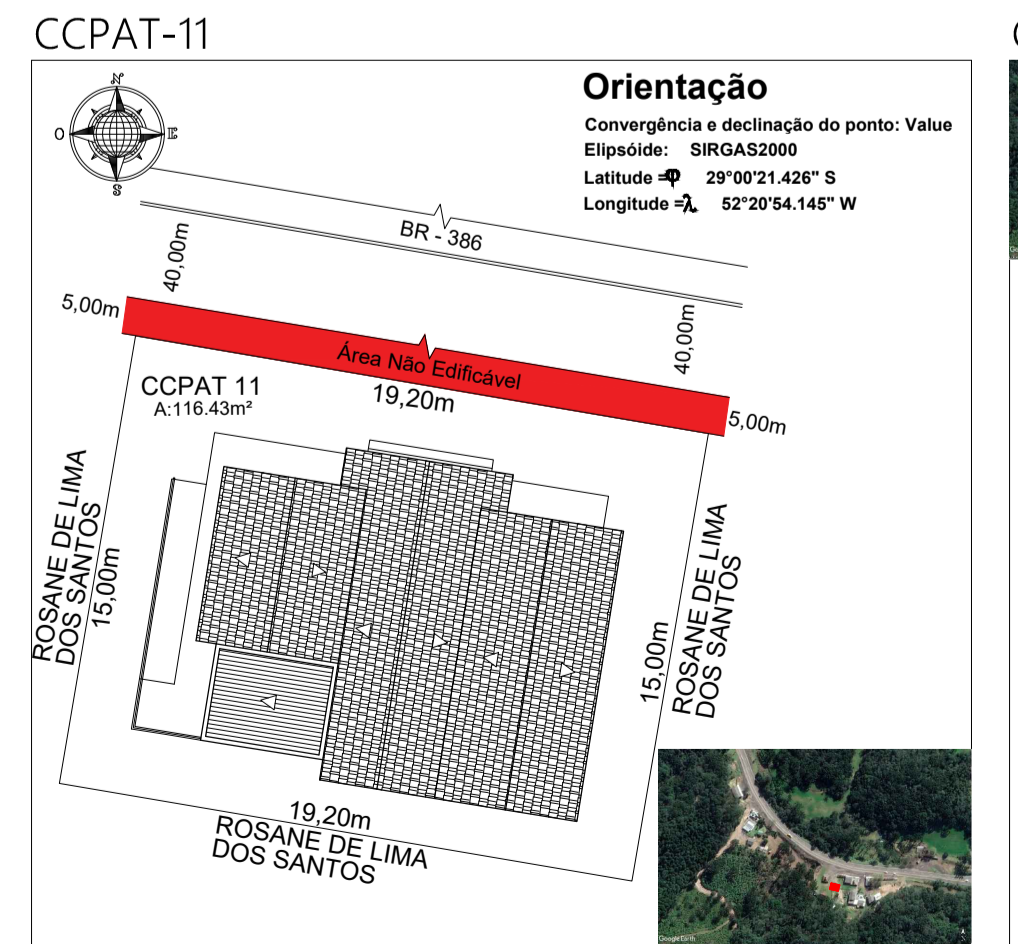 CCPAT-11
N
O
E
S
Orientação
Convergência e declinação do ponto: Value
Elipsóide: SIRGAS2000
Latitude =φ 29°00'21.426" S
Longitude =λ 52°20'54.145" W
BR - 386
40,00m
40,00m
5,00m
Área Não Edificável
5,00m
19,20m
CCPAT 11
A:116.43m²
ROSANE DE LIMA
DOS SANTOS
15,00m
15,00m
ROSANE DE LIMA
DOS SANTOS
19,20m
ROSANE DE LIMA
DOS SANTOS
Google Earth